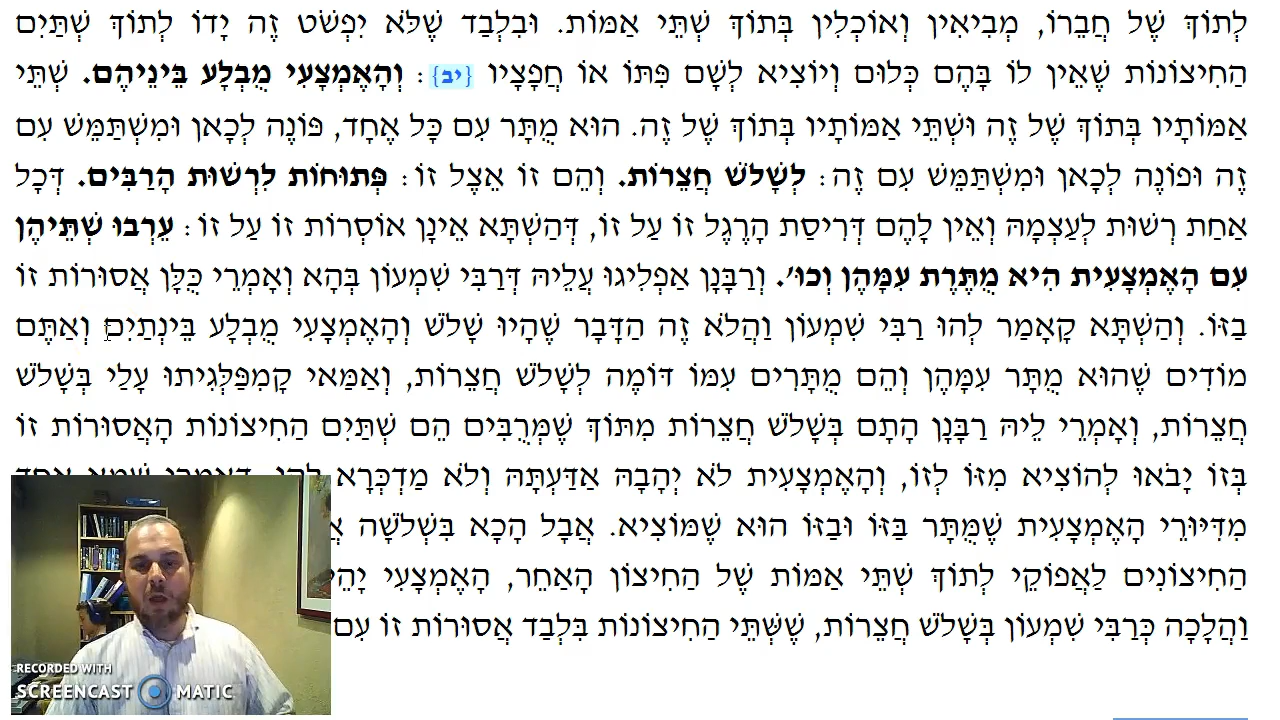 לְתוֹךְ שֶׁל חֲבֵרוֹ, מְבִיאִין וְאוֹכְלִין בְּתוֹךְ שְׁתֵּי אַמּוֹת. וּבִלְבַד שֶׁלֹּא יִפְשֹׁט זֶה יָדוֹ לְתוֹךְ שְׁתַּיִם
הַחִיצוֹנוֹת שֶׁאֵין לוֹ בָּהֶם כְּלוּם וְיוֹצִיא לְשָׁם פִּתּוֹ אוֹ חֲפָצָיו {יב}: וְהָאֶמְצָעִי מֻבְלָע בֵּינֵיהֶם. שְׁתֵּי
אַמּוֹתָיו בְּתוֹךְ שֶׁל זֶה וּשְׁתֵּי אַמּוֹתָיו בְּתוֹךְ שֶׁל זֶה. הוּא מֻתָּר עִם כָּל אֶחָד, פּוֹנֶה לְכָאן וּמִשְׁתַּמֵּשׁ עִם
זֶה וּפוֹנֶה לְכָאן וּמִשְׁתַּמֵּשׁ עִם זֶה: לְשָׁלֹשׁ חֲצֵרוֹת. וְהֵם זוֹ אֵצֶל זוֹ: פְּתוּחוֹת לִרְשׁוּת הָרַבִּים. דְּכָל
אַחַת רְשׁוּת לְעַצְמָהּ וְאֵין לָהֶם דְּרִיסַת הָרֶגֶל זוֹ עַל זוֹ, דְּהַשְׁתָּא אֵינָן אוֹסְרוֹת זוֹ עַל זוֹ: עֵרְבוּ שְׁתֵּיהֶן
עִם הָאֶמְצָעִית הִיא מֻתֶּרֶת עִמָּהֶן וְכוּ׳. וְרַבָּנָן אַפְלִיגוּ עֲלֵיהּ דְּרַבִּי שִׁמְעוֹן בְּהָא וְאָמְרֵי כֻּלָּן אֲסוּרוֹת זוֹ
בַּזּוֹ. וְהַשְׁתָּא קָאָמַר לְהוּ רַבִּי שִׁמְעוֹן וַהֲלֹא זֶה הַדָּבָר שֶׁהָיוּ שָׁלֹשׁ וְהָאֶמְצָעִי מֻבְלָע בֵּינְתַיִם וְאַתֶּם
מוֹדִים שֶׁהוּא מֻתָּר עִמָּהֶן וְהֵם מֻתָּרִים עִמּוֹ דּוֹמֶה לְשָׁלֹשׁ חֲצֵרוֹת, וְאַמַּאי קָמִפַּלְּגִיתוּ עָלַי בְּשָׁלֹשׁ
חֲצֵרוֹת, וְאָמְרֵי לֵיהּ רַבָּנָן הָתָם בְּשָׁלֹשׁ חֲצֵרוֹת מִתּוֹךְ שֶׁמְּרֻבִּים הֵם שְׁתַּיִם הַחִיצוֹנוֹת הָאֲסוּרוֹת זוֹ
בְּזוֹ יָבֹאוּ לְהוֹצִיא מִזּוֹ לְזוֹ, וְהָאֶמְצָעִית לֹא יְהָבָהּ אַדַּעְתָּהּ וְלֹא מַדְכְּרָא
מִדִּיּוּרֵי הָאֶמְצָעִית שֶׁמֻּתָּר בַּזּוֹ וּבַזּוֹ הוּא שֶׁמּוֹצִיא. אֲבָל הָכָא בִּשְׁלֹשָׁה
הַחִיצוֹנִים לַאֲפוֹקֵי לְתוֹךְ שְׁתֵּי אַמּוֹת שֶׁל הַחִיצוֹן הָאַחֵר, הָאֶמְצָעִי
וַהֲלָכָה כְּרַבִּי שִׁמְעוֹן בְּשָׁלֹשׁ חֲצֵרוֹת, שֶׁשְּׁתֵּי הַחִיצוֹנוֹת בִּלְבַד אֲסוּרוֹת זוֹ עִם
RECORDED WITH
SCREENCAST MATIC